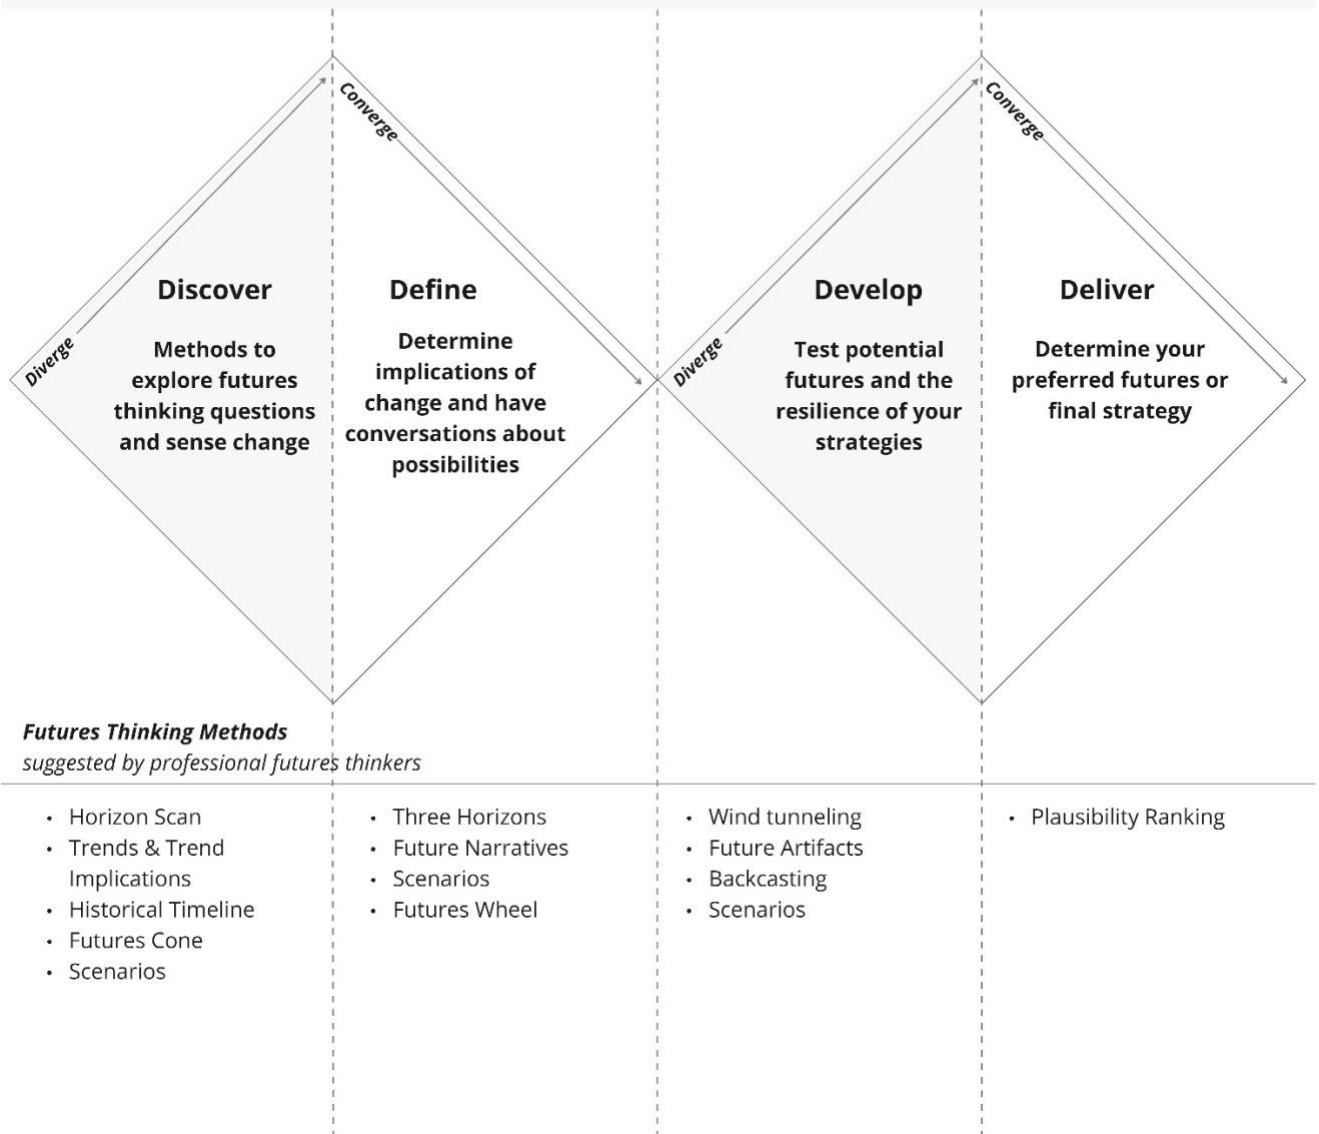 Diverge
Converge
Discover
Methods to
explore futures
thinking questions
and sense change
Define
Determine
implications of
change and have
conversations about
possibilities
Diverge
Converge
Develop
Test potential
futures and the
resilience of your
strategies
Deliver
Determine your
preferred futures or
final strategy
Futures Thinking Methods
suggested by professional futures thinkers
• Horizon Scan
• Trends & Trend
Implications
• Historical Timeline
• Futures Cone
• Scenarios
• Three Horizons
• Future Narratives
• Scenarios
• Futures Wheel
• Wind tunneling
• Future Artifacts
• Backcasting
• Scenarios
• Plausibility Ranking